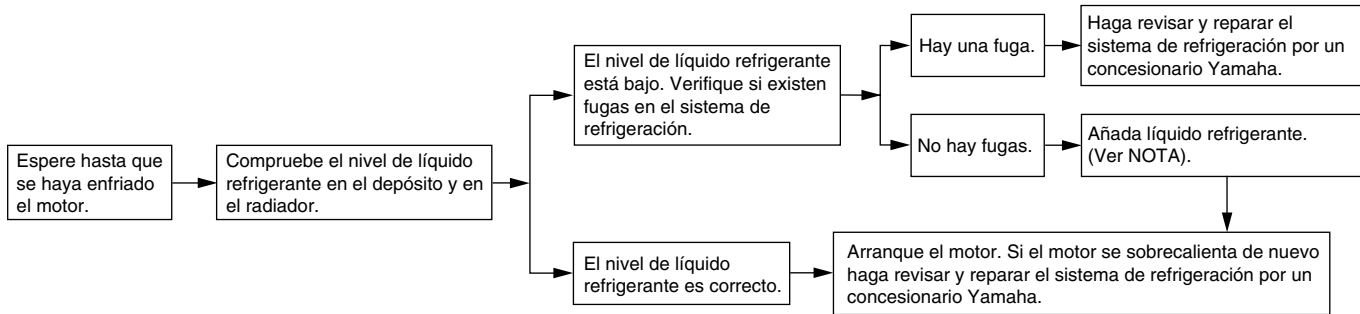 Espere hasta que
se haya enfriado
el motor.
Compruebe el nivel de líquido
refrigerante en el depósito y en
el radiador.
El nivel de líquido refrigerante
está bajo. Verifique si existen
fugas en el sistema de
refrigeración.
Hay una fuga.
Haga revisar y reparar el
sistema de refrigeración por un
concesionario Yamaha.
No hay fugas.
Añada líquido refrigerante.
(Ver NOTA).
El nivel de líquido
refrigerante es correcto.
Arranque el motor. Si el motor se sobrecalienta de nuevo
haga revisar y reparar el sistema de refrigeración por un
concesionario Yamaha.